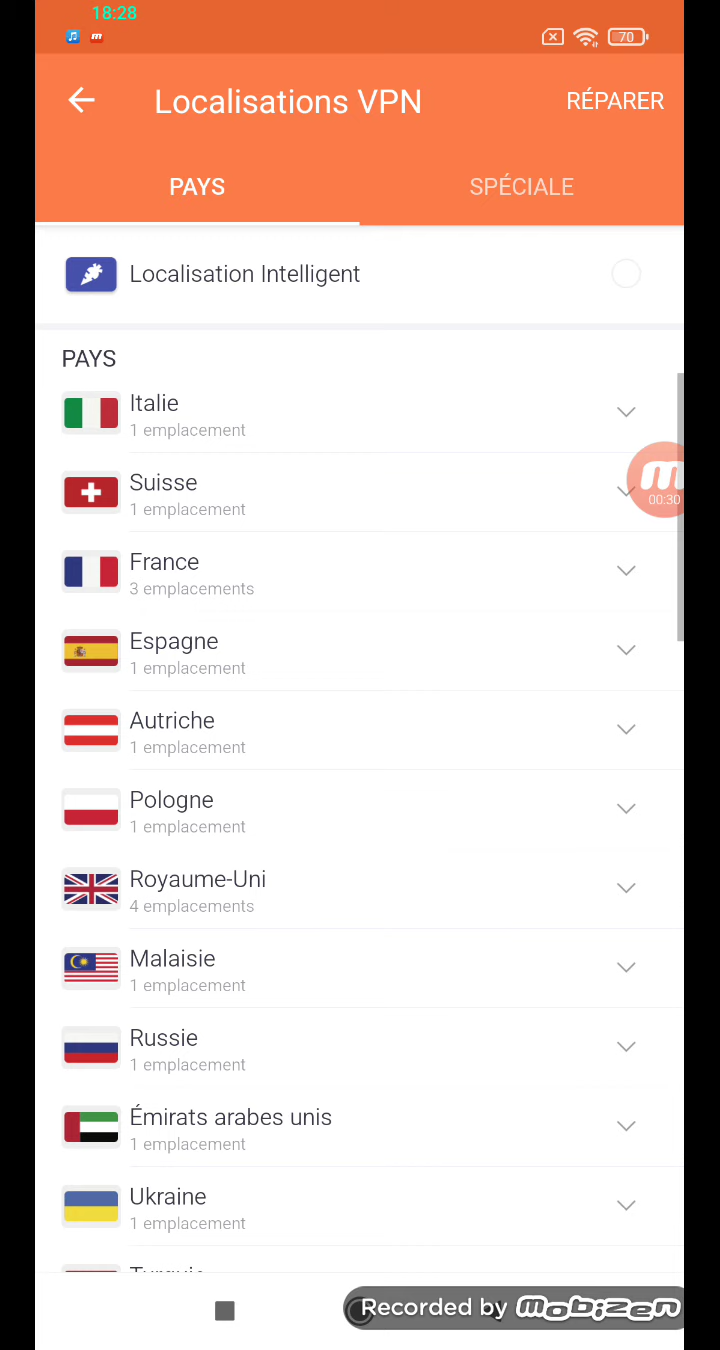 18:28
70
Localisations VPN
RÉPARER
PAYS
SPÉCIALE
Localisation Intelligent
PAYS
Italie
1 emplacement
Suisse
1 emplacement
00:30
France
3 emplacements
Espagne
1 emplacement
Autriche
1 emplacement
Pologne
1 emplacement
Royaume-Uni
4 emplacements
Malaisie
1 emplacement
Russie
1 emplacement
Émirats arabes unis
1 emplacement
Ukraine
1 emplacement
Recorded by mobizen